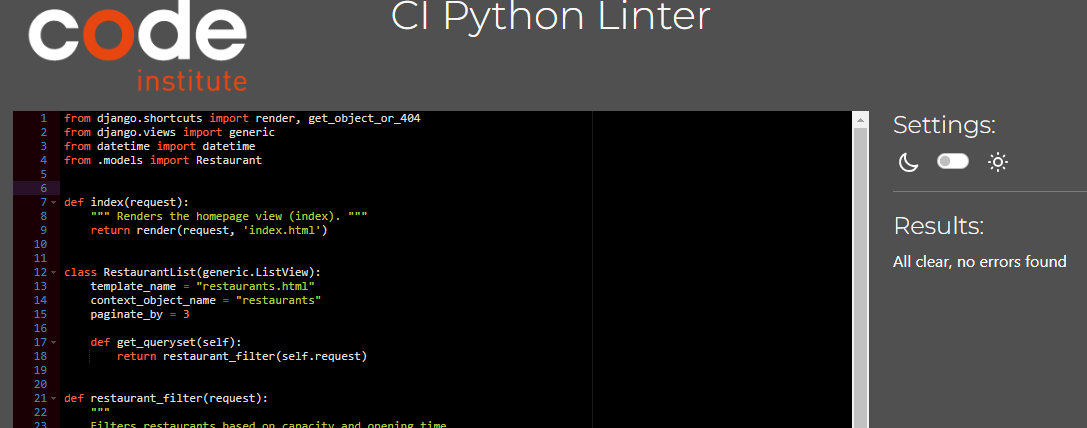 code
institute
CI Python Linter
1 from django.shortcuts import render, get_object_or_404
2 from django.views import generic
3 from datetime import datetime
4 from .models import Restaurant
5
6
7 def index(request):
8     """ Renders the homepage view (index). """
9     return render(request, 'index.html')
10
11
12 class RestaurantList(generic.ListView):
13     template_name = "restaurants.html"
14     context_object_name = "restaurants"
15     paginate_by = 3
16
17     def get_queryset(self):
18         return restaurant_filter(self.request)
19
20
21 def restaurant_filter(request):
22     """
23     Filters restaurants based on capacity and opening time
Settings:
Results:
All clear, no errors found